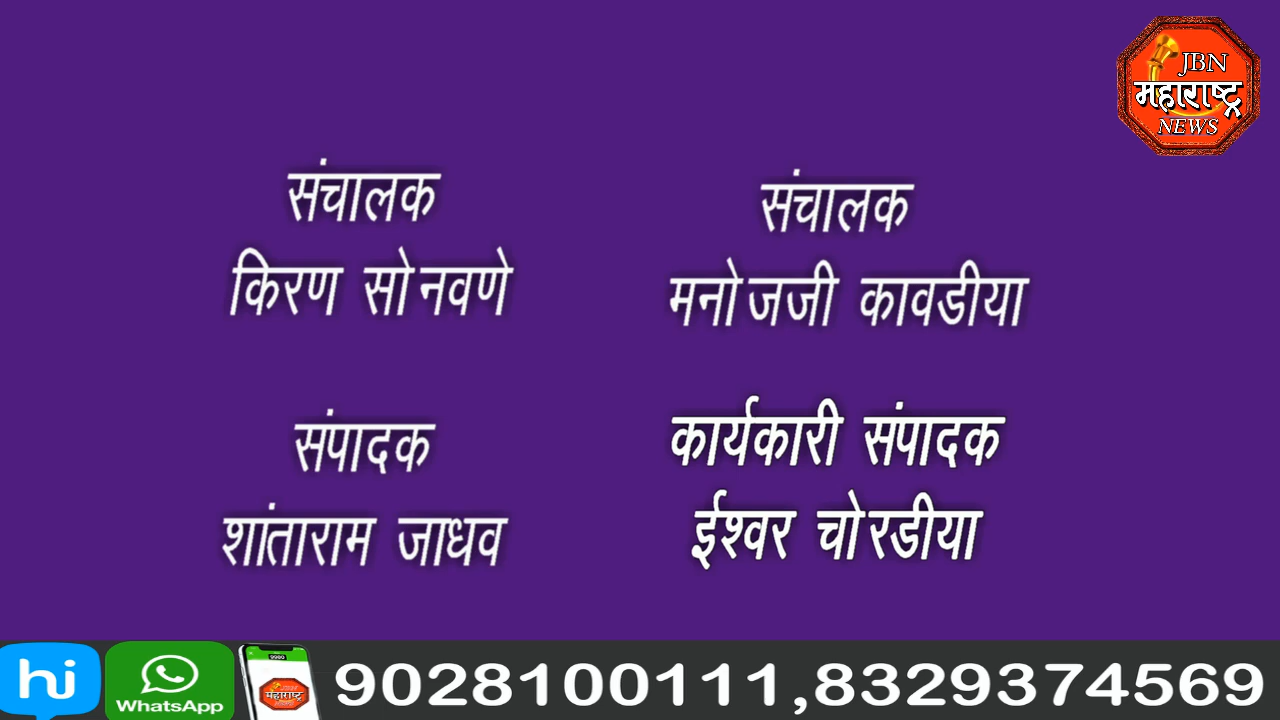 JBN
महाराष्ट्र
NEWS
संचालक
किरण सोनवणे
संचालक
मनोजजी कावडीया
संपादक
शांताराम जाधव
कार्यकारी संपादक
ईश्वर चोरडीया
hi
WhatsApp
महाराष्ट्र
9028100111,8329374569